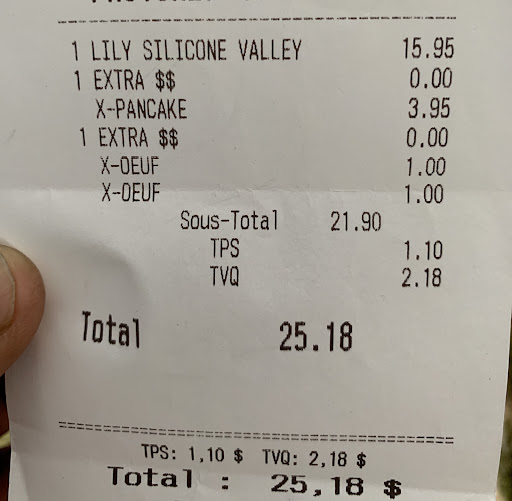 1 LILY SILICONE VALLEY 15.95
1 EXTRA $$ 0.00
X-PANCAKE 3.95
1 EXTRA $$ 0.00
X-OEUF 1.00
X-OEUF 1.00
Sous-Total 21.90
TPS 1.10
TVQ 2.18
Total 25.18
TPS: 1,10 $ TVQ: 2,18 $
Total : 25,18 $